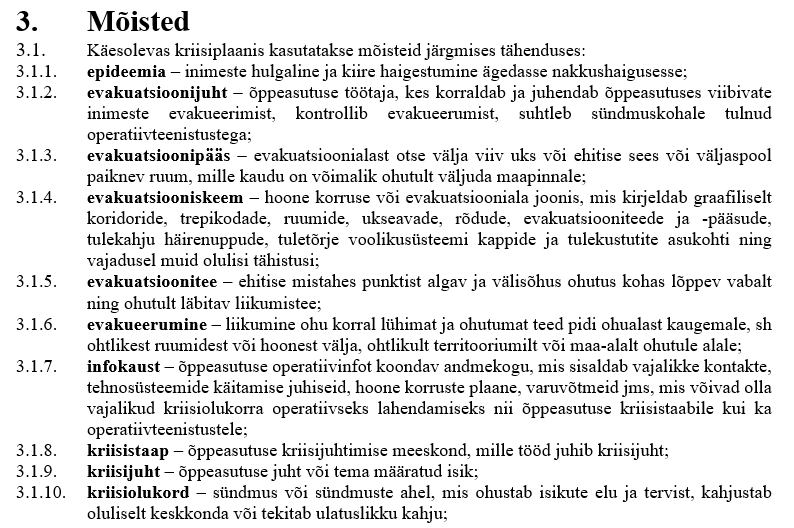 3. Mõisted
3.1. Käesolevas kriisiplaanis kasutatakse mõisteid järgmises tähenduses:
3.1.1. epideemia – inimeste hulgaline ja kiire haigestumine ägedasse nakkushaigusesse;
3.1.2. evakuatsioonijuht – õppeasutuse töötaja, kes korraldab ja juhendab õppeasutuses viibivate
inimeste evakueerimist, kontrollib evakueerumist, suhtleb sündmuskohale tulnud
operatiivteenistustega;
3.1.3. evakuatsioonipääs – evakuatsioonialast otse välja viiv uks või ehitise sees või väljaspool
paiknev ruum, mille kaudu on võimalik ohutult väljuda maapinnale;
3.1.4. evakuatsiooniskeem – hoone korruse või evakuatsiooniala joonis, mis kirjeldab graafiliselt
koridoride, trepikodade, ruumide, ukseavade, rõdude, evakuatsiooniteede ja -pääsude,
tulekahju häirenuppude, tuletõrje voolikusüsteemi kappide ja tulekustutite asukohti ning
vajadusel muid olulisi tähistusi;
3.1.5. evakuatsioonitee – ehitise mistahes punktist algav ja välisõhus ohutus kohas lõppev vabalt
ning ohutult läbitav liikumistee;
3.1.6. evakueerumine – liikumine ohu korral lühimat ja ohutumat teed pidi ohualast kaugemale, sh
ohtlikest ruumidest või hoonest välja, ohtlikult territooriumilt või maa-alalt ohutule alale;
3.1.7. infokaust – õppeasutuse operatiivinfot koondav andmekogu, mis sisaldab vajalikke kontakte,
tehnosüsteemide käitamise juhiseid, hoone korruste plaane, varuvõtmeid jms, mis võivad olla
vajalikud kriisiolukorra operatiivseks lahendamiseks nii õppeasutuse kriisistaabile kui ka
operatiivteenistustele;
3.1.8. kriisistaap – õppeasutuse kriisijuhtimise meeskond, mille tööd juhib kriisijuht;
3.1.9. kriisijuht – õppeasutuse juht või tema määratud isik;
3.1.10. kriisiolukord – sündmus või sündmuste ahel, mis ohustab isikute elu ja tervist, kahjustab
oluliselt keskkonda või tekitab ulatuslikku kahju;